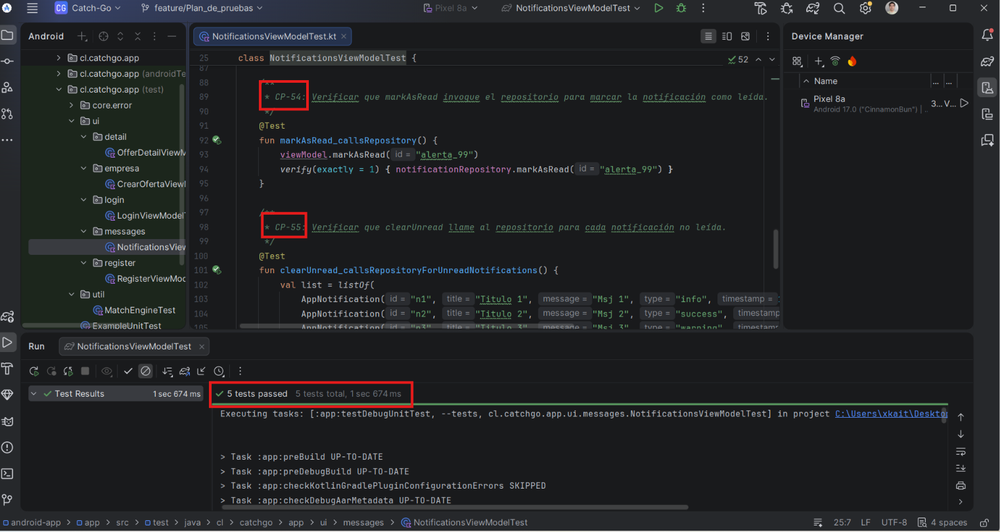 CG Catch-Go feature/Plan_de_pruebas Pixel 8a NotificationsViewModelTest
Android
NotificationsViewModelTest.kt
Device Manager
cl.catchgo.app
cl.catchgo.app (androidTe
cl.catchgo.app (test)
core.error
ui
detail
OfferDetailViewM
empresa
CrearOfertaViewM
login
LoginViewModelT
messages
NotificationsView
register
RegisterViewMod
util
MatchEngineTest
ExampleUnitTest
25 class NotificationsViewModelTest {
52
87
88 /**
89 * CP-54: Verificar que markAsRead invoque el repositorio para marcar la notificación como leída.
90 */
91 @Test
92 fun markAsRead_callsRepository() {
93 viewModel.markAsRead( id = "alerta_99")
94 verify(exactly = 1) { notificationRepository.markAsRead( id = "alerta_99") }
95 }
96
97 /**
98 * CP-55: Verificar que clearUnread llame al repositorio para cada notificación no leída.
99 */
100 @Test
101 fun clearUnread_callsRepositoryForUnreadNotifications() {
102 val list = listOf(
103 AppNotification( id = "n1", title = "Titulo 1", message = "Msj 1", type = "info", timestamp =
104 AppNotification( id = "n2", title = "Titulo 2", message = "Msj 2", type = "success", timestamp
105 AppNotification( id = "n3", title = "Titulo 3", message = "Msj 3", type = "warning", timestamp
Name ... ...
Pixel 8a
Android 17.0 ("CinnamonBun") | ..
3... V...
Run NotificationsViewModelTest
Test Results 1 sec 674 ms
5 tests passed 5 tests total, 1 sec 674 ms
Executing tasks: [:app:testDebugUnitTest, --tests, cl.catchgo.app.ui.messages.NotificationsViewModelTest] in project C:\Users\xkait\Desktop
> Task :app:preBuild UP-TO-DATE
> Task :app:preDebugBuild UP-TO-DATE
> Task :app:checkKotlinGradlePluginConfigurationErrors SKIPPED
> Task :app:checkDebugAarMetadata UP-TO-DATE
android-app > app > src > test > java > cl > catchgo > app > ui > messages > NotificationsViewModelTest
25:7 LF UTF-8 4 spaces